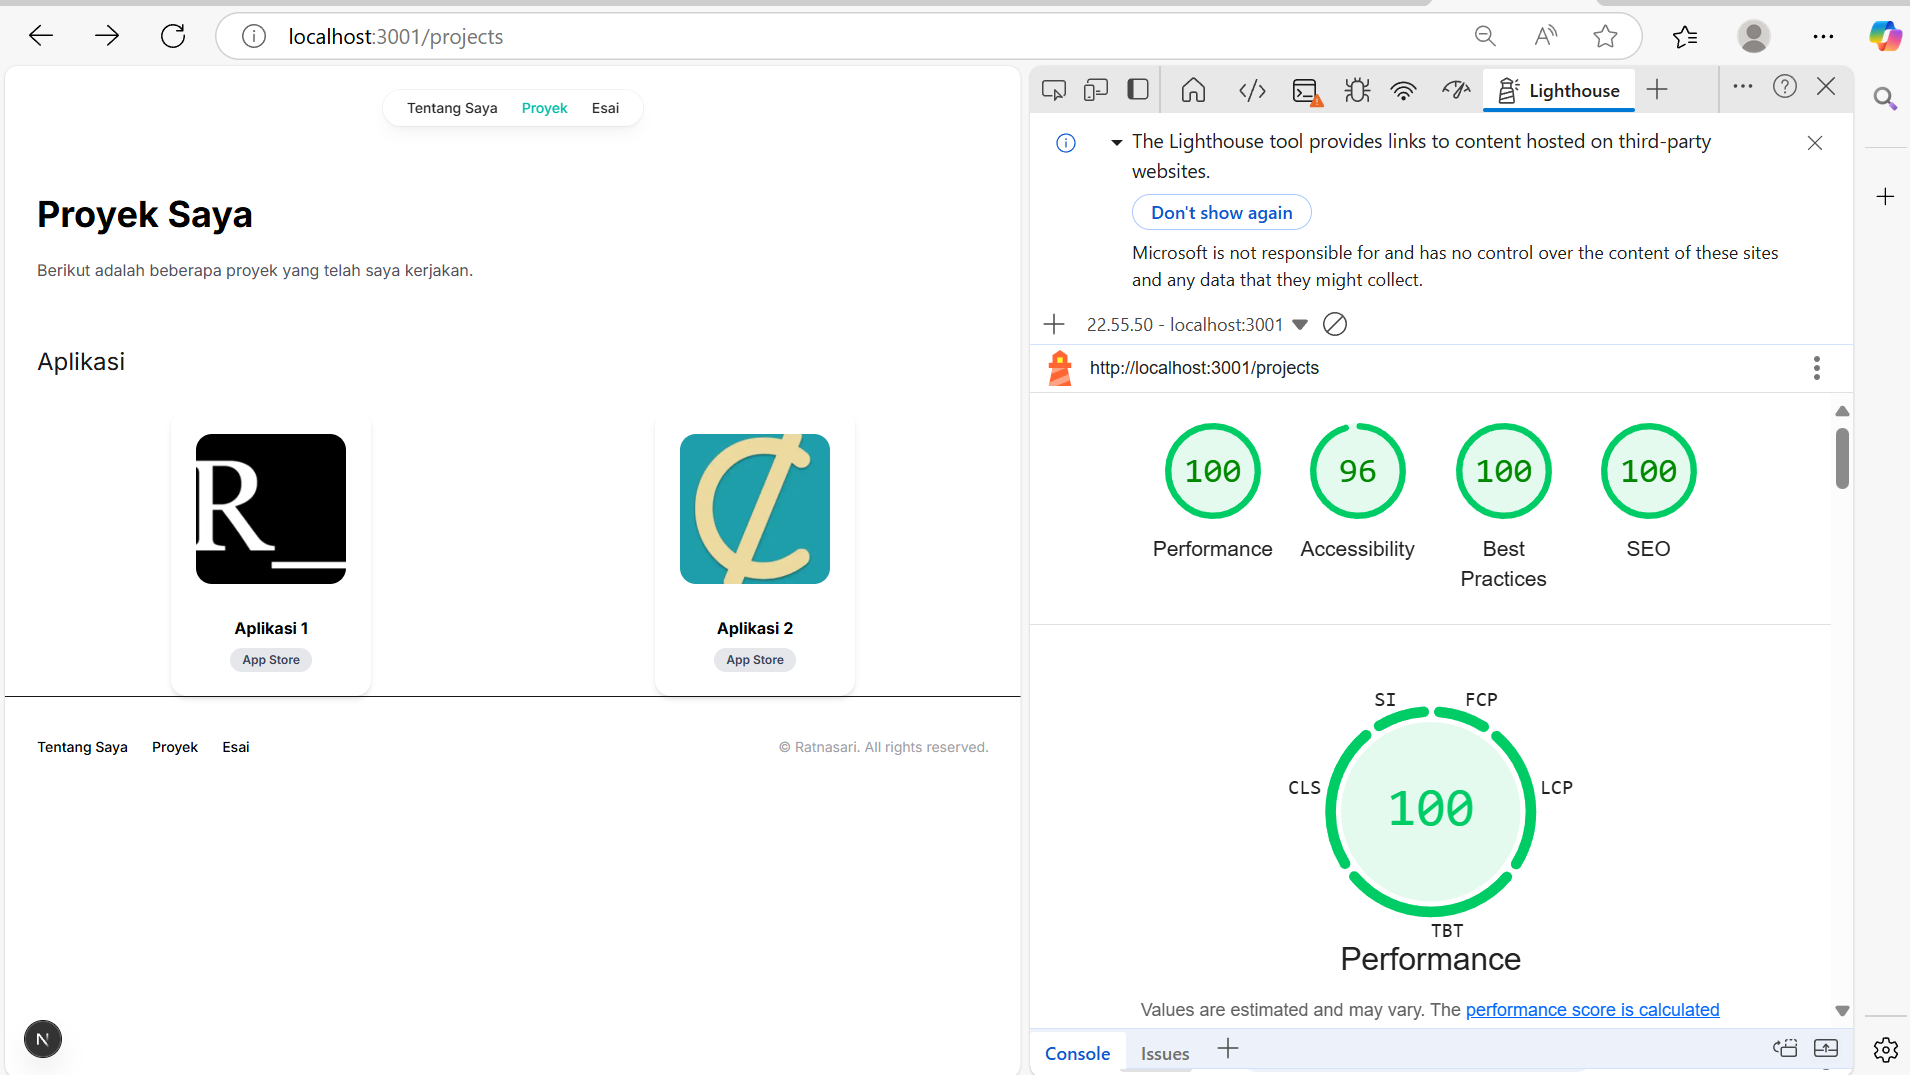 localhost:3001/projects
Tentang Saya Proyek Esai
Proyek Saya
Berikut adalah beberapa proyek yang telah saya kerjakan.
Aplikasi
R_
Aplikasi 1
App Store
Aplikasi 2
App Store
Tentang Saya Proyek Esai
© Ratnasari. All rights reserved.
N
Lighthouse
The Lighthouse tool provides links to content hosted on third-party
websites.
Don't show again
Microsoft is not responsible for and has no control over the content of these sites
and any data that they might collect.
22.55.50 - localhost:3001
http://localhost:3001/projects
100 96 100 100
Performance Accessibility Best
Practices SEO
SI FCP
CLS LCP
100
TBT
Performance
Values are estimated and may vary. The performance score is calculated
Console Issues